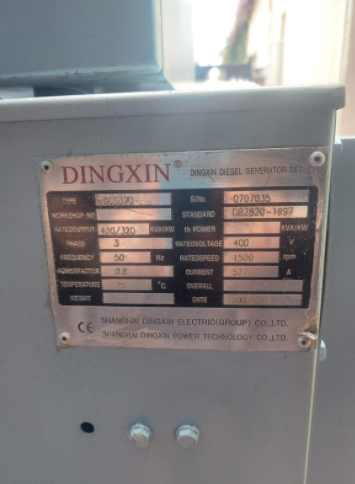 DINGXIN® DINGXIN DIESEL GENERATOR SET
TYPE S/No. 0707035
WORKSHOP NO STANDARD GB2820-1997
RATEDOUTPUT 400/320 KVA/KW 1h POWER KVA/KW
PHASE 3 RATEDVOLTAGE 400 V
FREQUENCY 50 Hz RATEDSPEED 1500 rpm
POWERFACTOR 0.8 CURRENT 577 A
TEMPERATURE °C OVERALL
WEIGHT DATE
CE SHANGHAI DINGXIN ELECTRIC(GROUP) CO.,LTD.
SHANGHAI DINGXIN POWER TECHNOLOGY CO.,LTD.